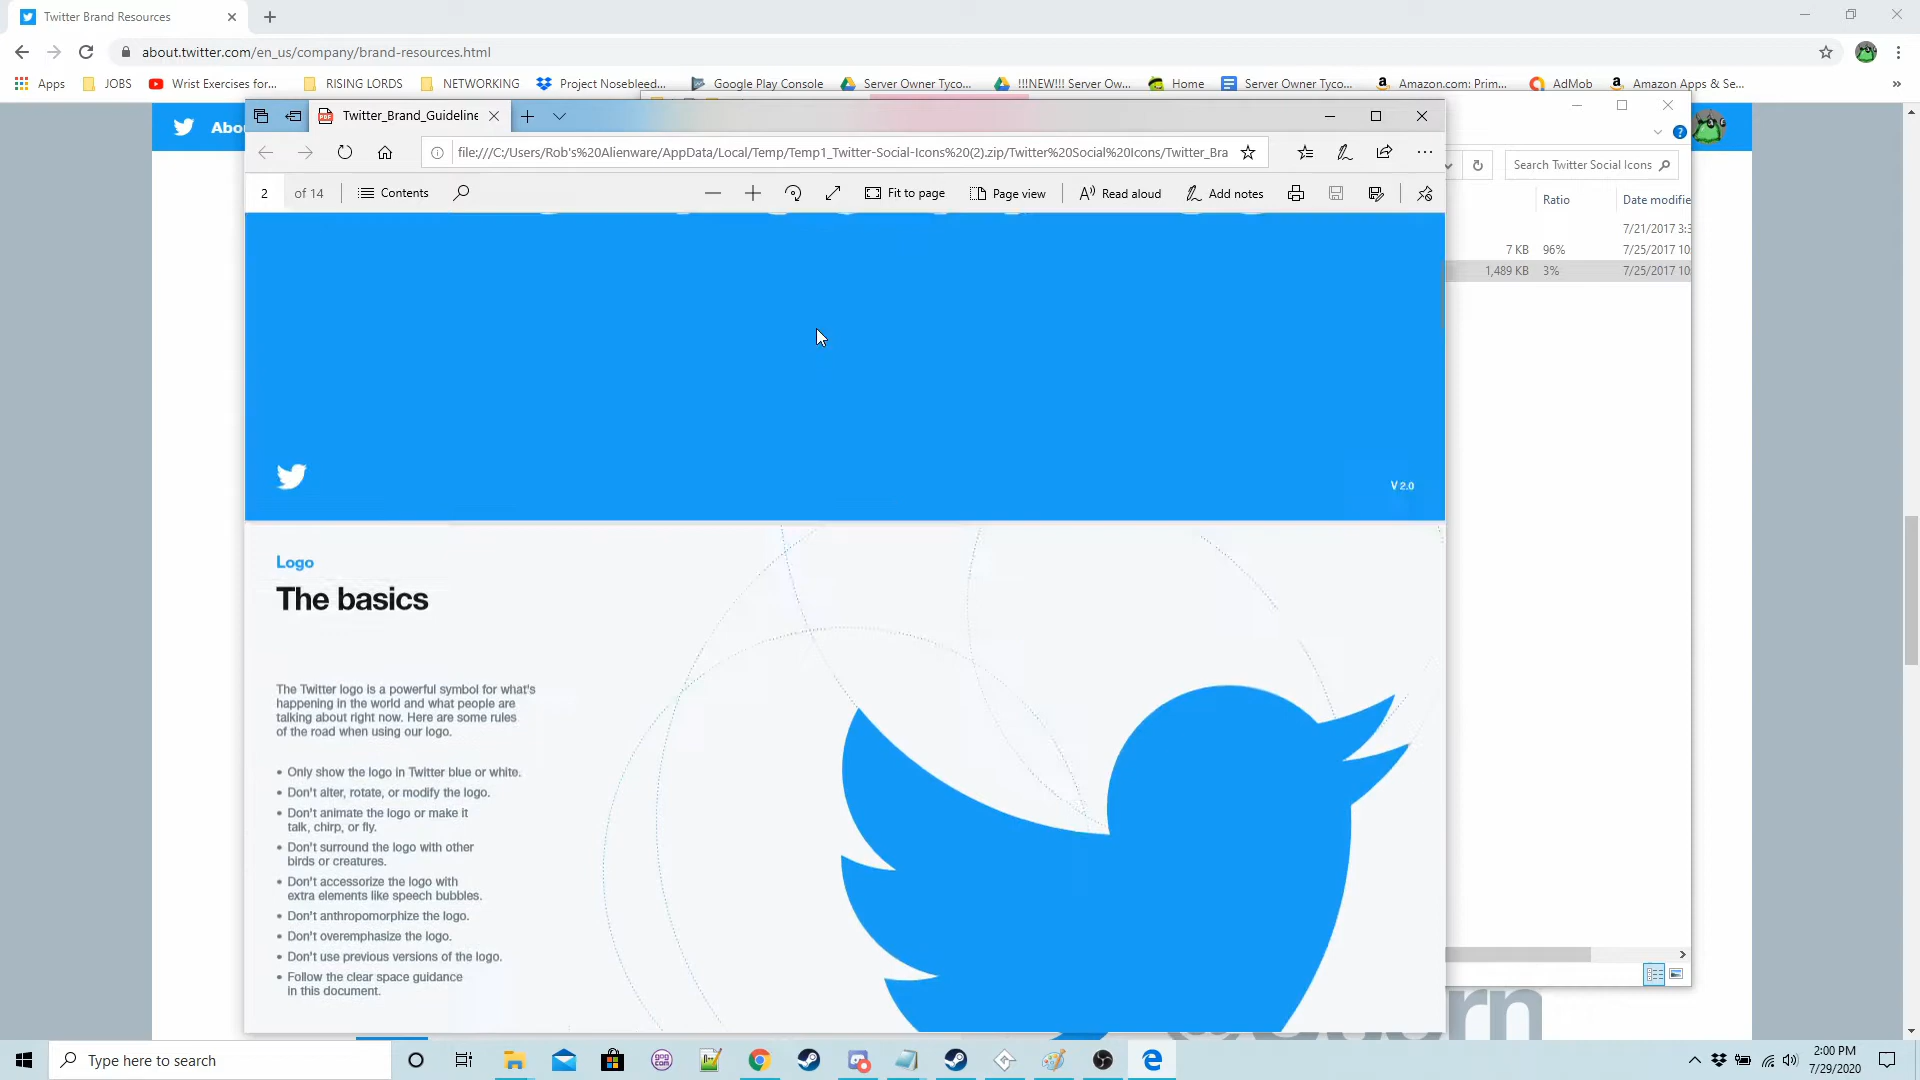 Twitter Brand Resources
about.twitter.com/en_us/company/brand-resources.html
Apps
JOBS
Wrist Exercises for...
RISING LORDS
NETWORKING
Project Nosebleed...
Google Play Console
Server Owner Tyco...
!!!NEW!!! Server Ow...
Home
Server Owner Tyco...
Amazon.com: Prim...
AdMob
Amazon Apps & Se...
»
Abou
Twitter_Brand_Guideline
file:///C:/Users/Rob's%20Alienware/AppData/Local/Temp/Temp1_Twitter-Social-Icons%20(2).zip/Twitter%20Social%20Icons/Twitter_Bra
Search Twitter Social Icons
2 of 14
Contents
Fit to page
Page view
Read aloud
Add notes
Ratio
Date modifie
7/21/2017 3:3
7 KB 96% 7/25/2017 10:
1,489 KB 3% 7/25/2017 10:
V 2.0
Logo
The basics
The Twitter logo is a powerful symbol for what's
happening in the world and what people are
talking about right now. Here are some rules
of the road when using our logo.
• Only show the logo in Twitter blue or white.
• Don't alter, rotate, or modify the logo.
• Don't animate the logo or make it
talk, chirp, or fly.
• Don't surround the logo with other
birds or creatures.
• Don't accessorize the logo with
extra elements like speech bubbles.
• Don't anthropomorphize the logo.
• Don't overemphasize the logo.
• Don't use previous versions of the logo.
• Follow the clear space guidance
in this document.
Type here to search
2:00 PM
7/29/2020